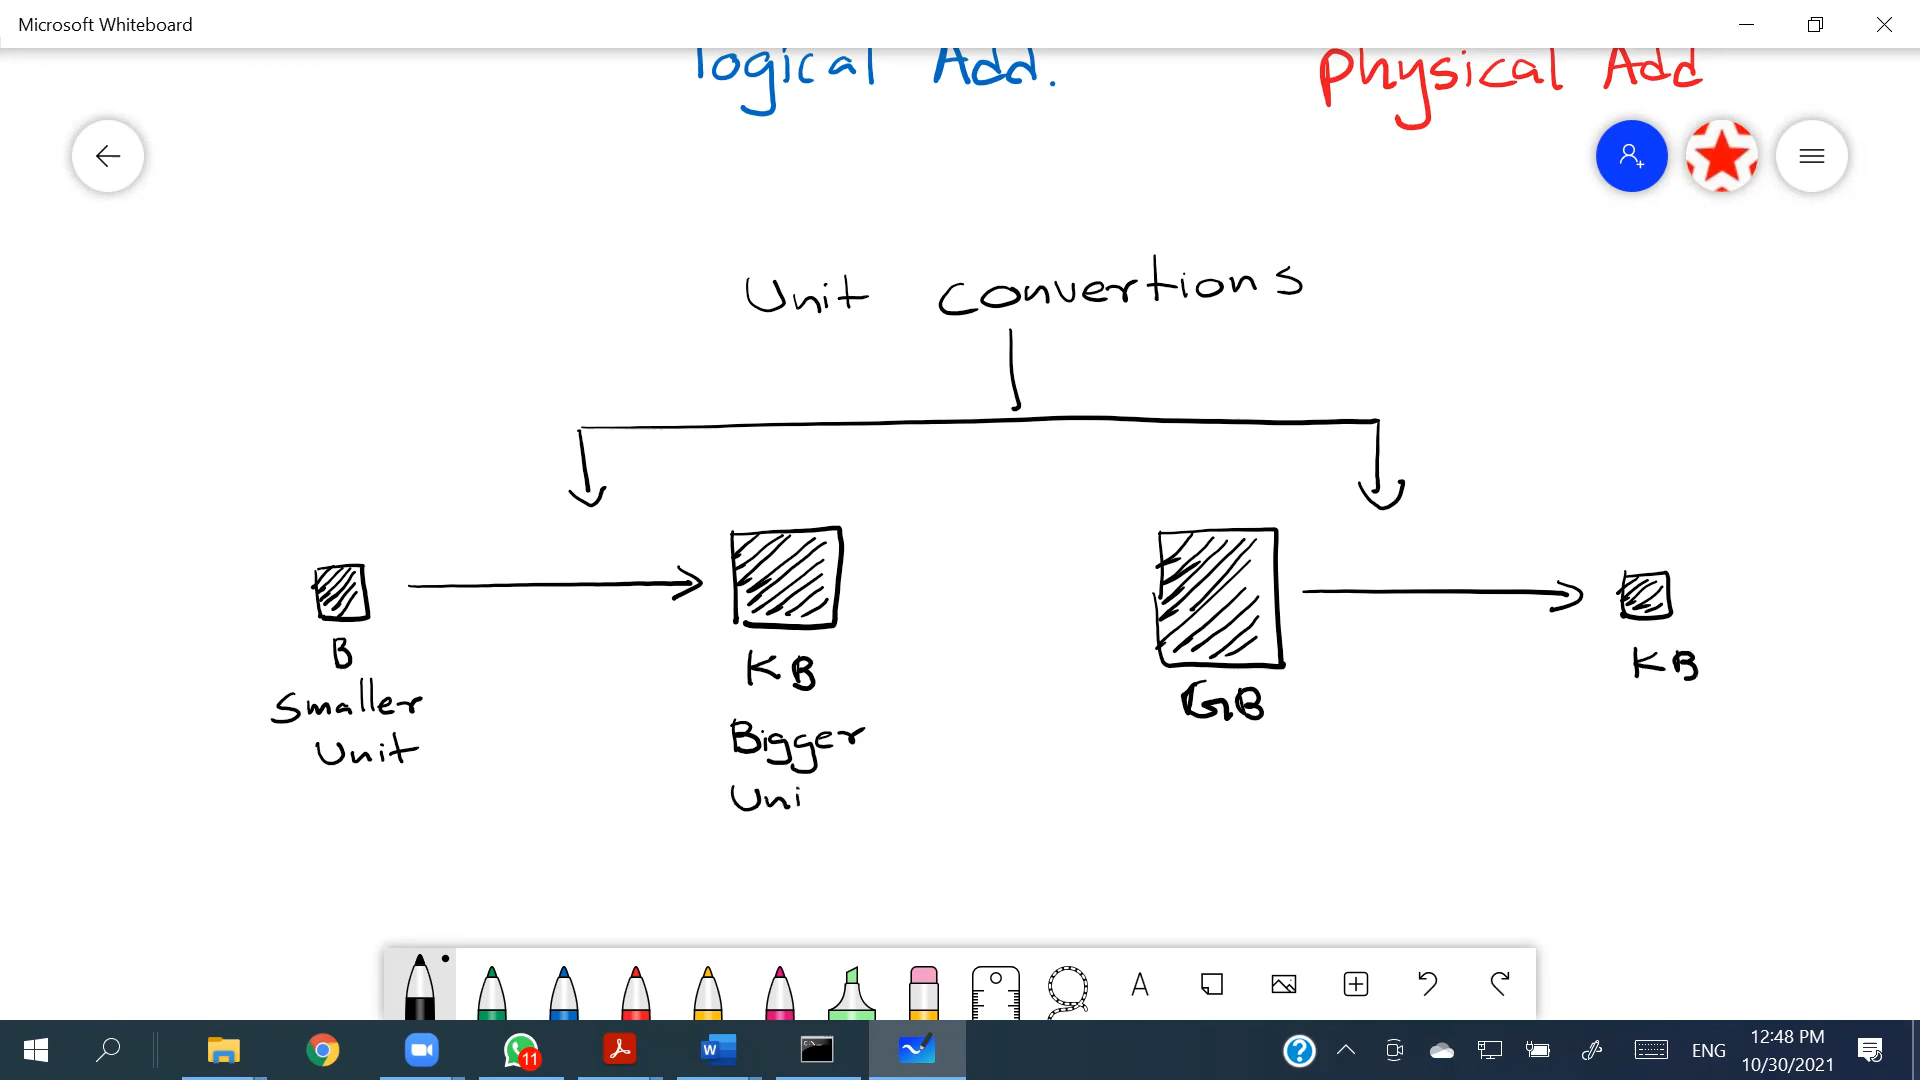 Microsoft Whiteboard
logical Add. physical Add
Unit convertions
B KB GB KB
Smaller Bigger
Unit Uni
A
11
W
C:\
?
ENG
12:48 PM
10/30/2021